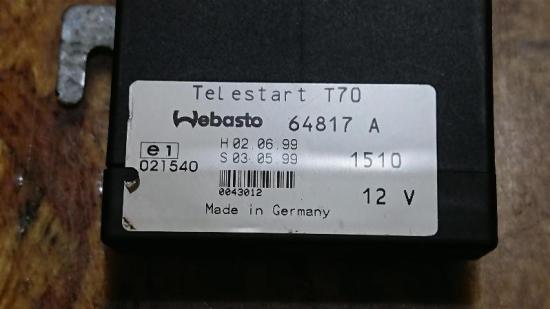 Telestart T70
Webasto 64817 A
e1
021540
H 02.06.99
S 03.05.99
1510
0043012
12 V
Made in Germany